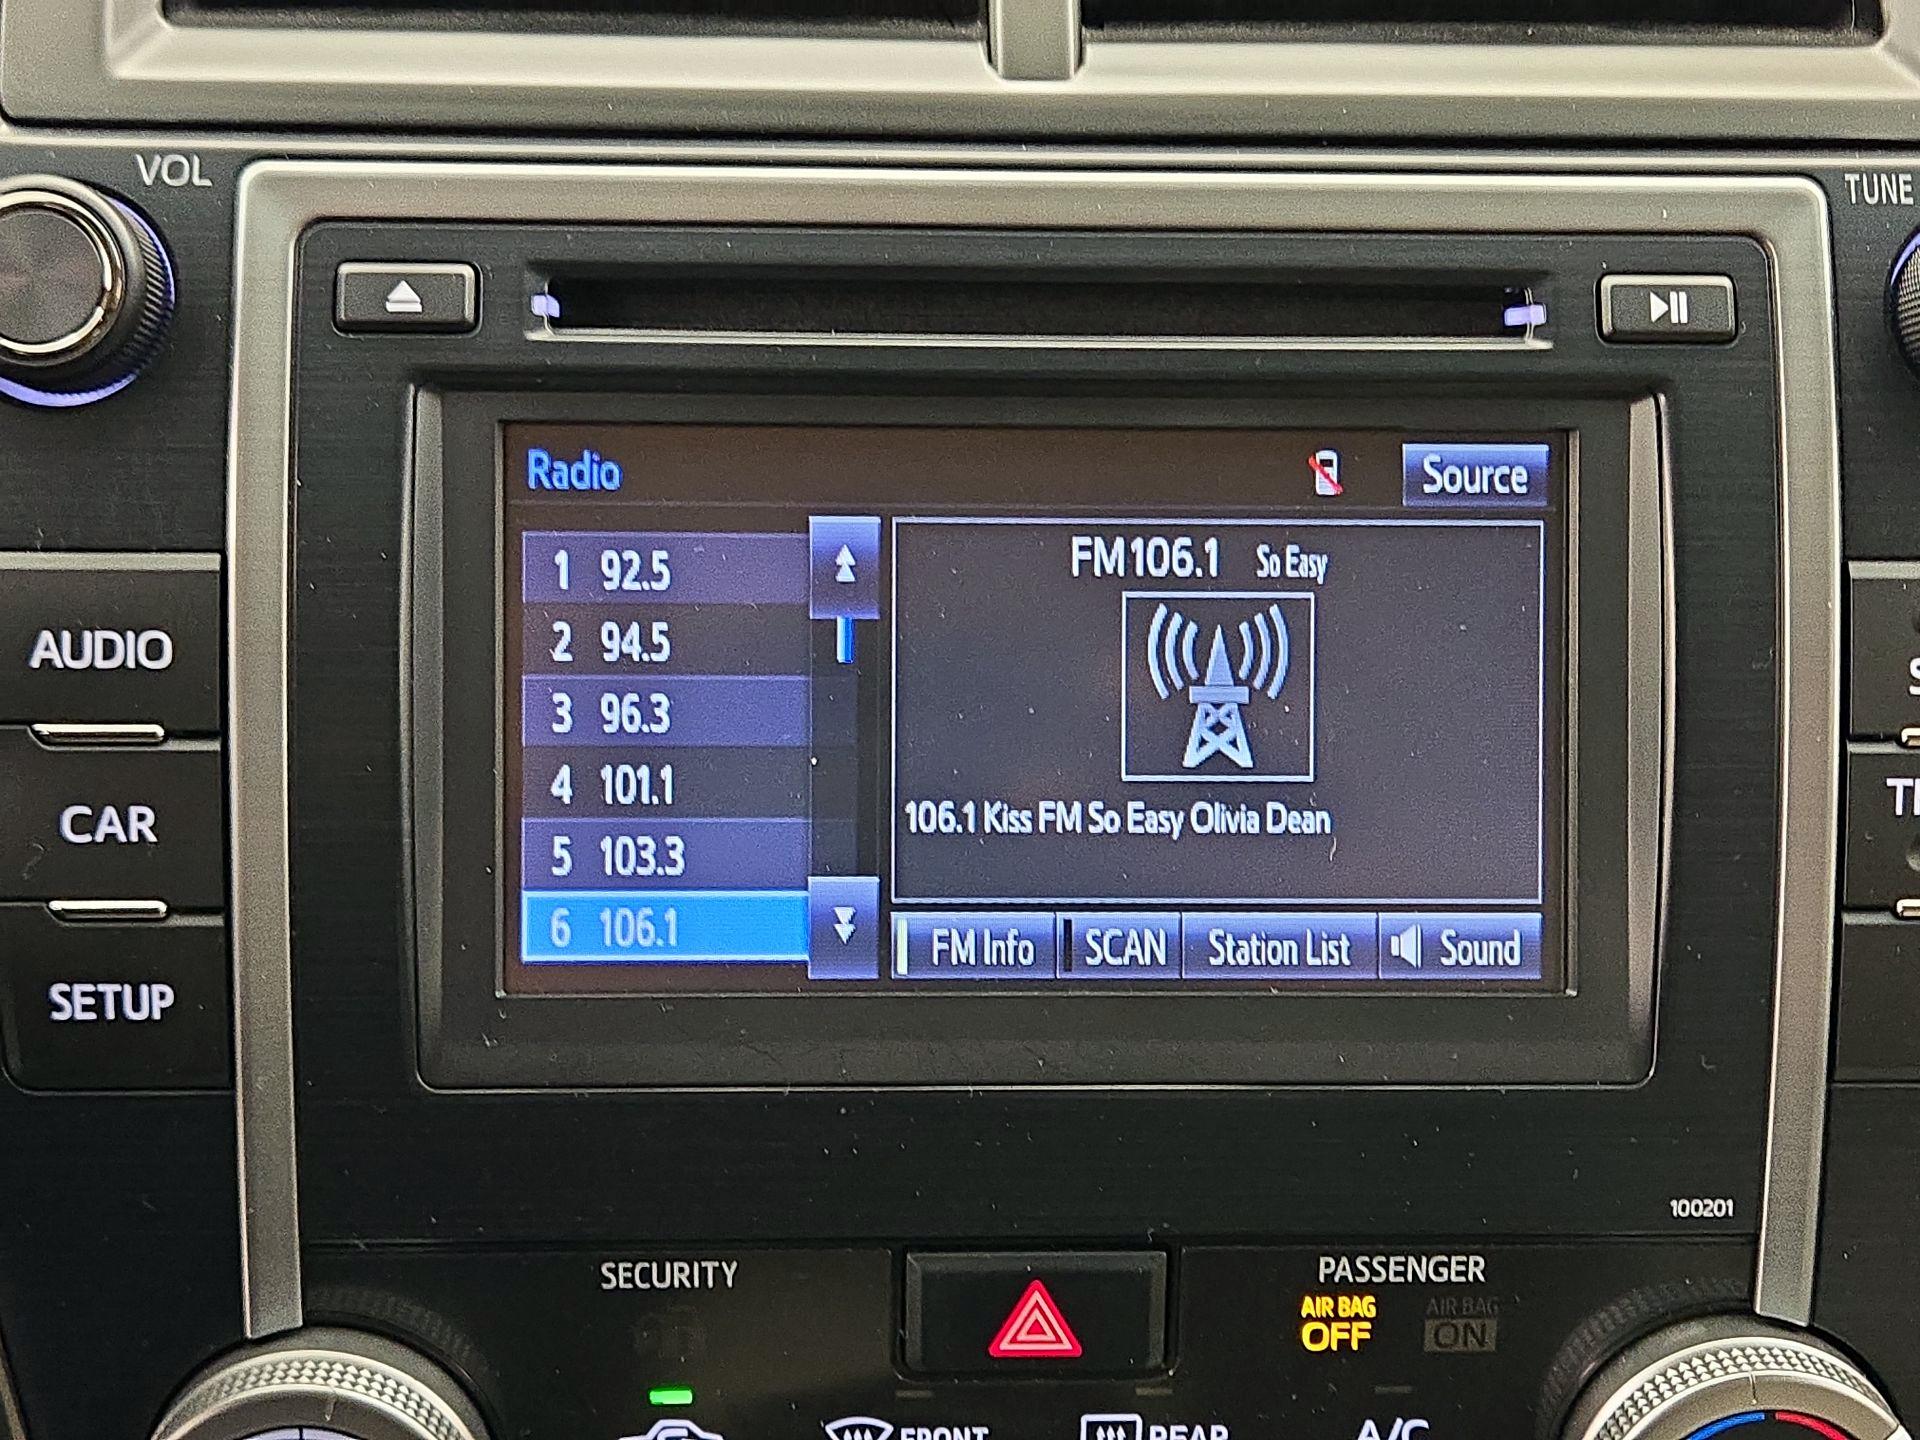 VOL
TUNE
Radio
Source
1 92.5
2 94.5
3 96.3
4 101.1
5 103.3
6 106.1
FM106.1 So Easy
106.1 Kiss FM So Easy Olivia Dean
FM Info
SCAN
Station List
Sound
AUDIO
CAR
SETUP
100201
SECURITY
PASSENGER
AIR BAG
OFF
AIR BAG
ON
FRONT
REAR
A/C